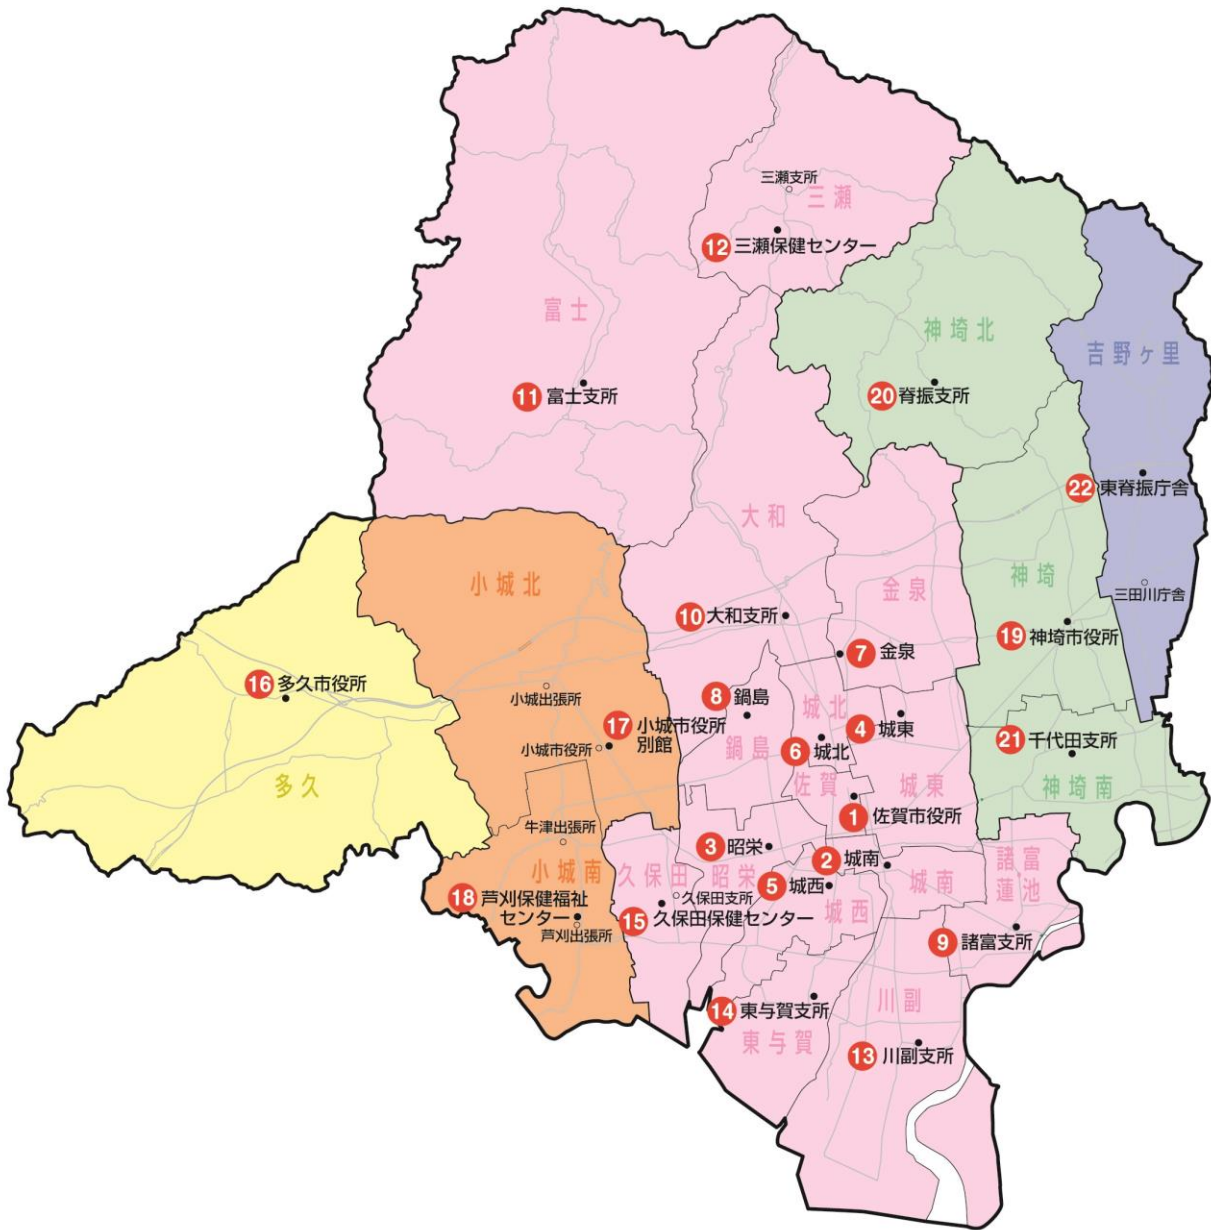 三瀬支所
三瀬
12 三瀬保健センター
富士
11 富士支所
神埼北
20 脊振支所
吉野ヶ里
22 東脊振庁舎
大和
小城北
金泉
神埼
三田川庁舎
10 大和支所
19 神埼市役所
7 金泉
16 多久市役所
小城出張所
8 鍋島
城北
4 城東
17 小城市役所
別館
小城市役所
鍋島
6 城北
21 千代田支所
多久
佐賀
城東
神埼南
1 佐賀市役所
牛津出張所
3 昭栄
2 城南
諸富
蓮池
小城南
久保田
昭栄
5 城西
城南
久保田支所
城西
18 芦刈保健福祉
センター
15 久保田保健センター
芦刈出張所
9 諸富支所
14 東与賀支所
川副
東与賀
13 川副支所